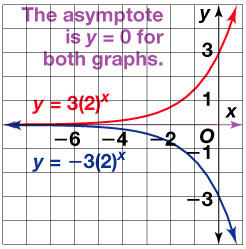 The asymptote
is y = 0 for
both graphs.
y
3
y = 3(2)^x
1
x
−6 −4 −2 O
−1
y = −3(2)^x
−3